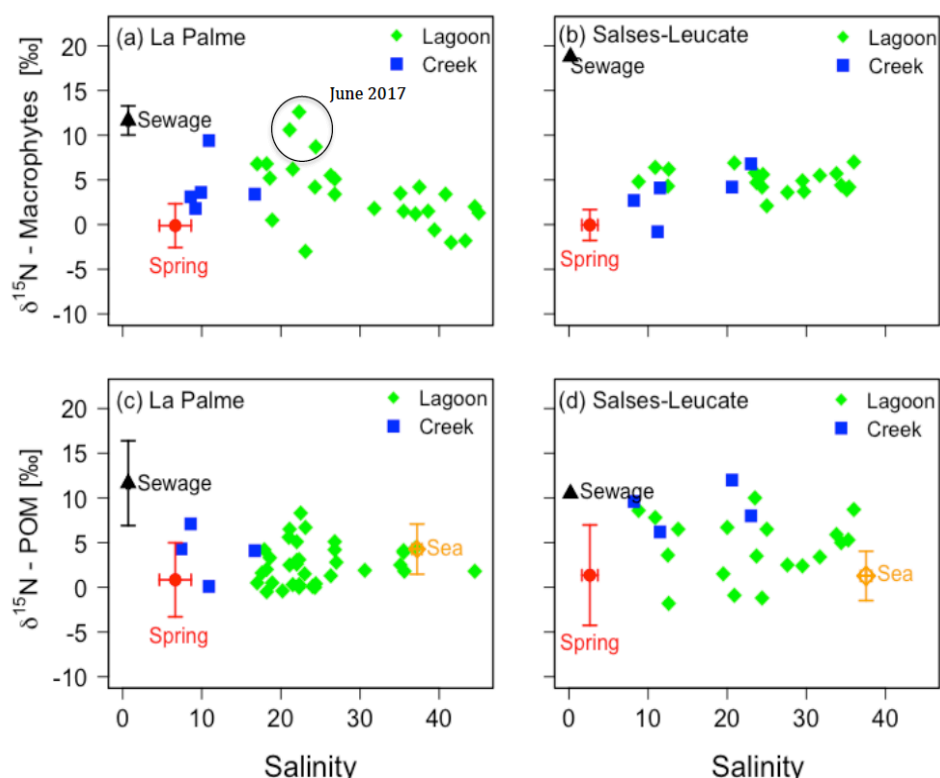 (a) La Palme
Lagoon
Creek
June 2017
Sewage
Spring
20
15
10
5
0
-5
-10
δ15N - Macrophytes [‰]
(b) Salses-Leucate
Lagoon
Creek
Sewage
Spring
(c) La Palme
Lagoon
Creek
Sewage
Sea
Spring
20
15
10
5
0
-5
-10
δ15N - POM [‰]
0 10 20 30 40
Salinity
(d) Salses-Leucate
Lagoon
Creek
Sewage
Sea
Spring
0 10 20 30 40
Salinity